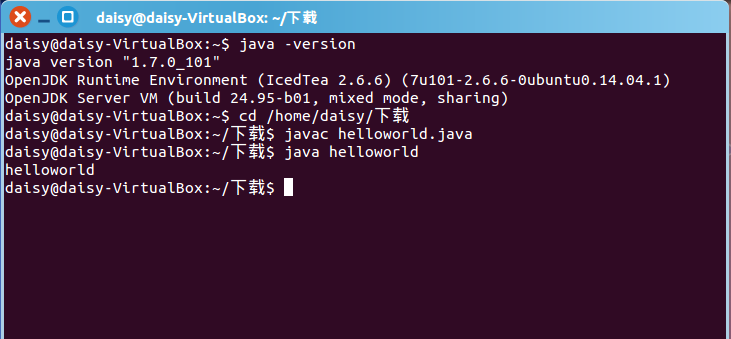 daisy@daisy-VirtualBox: ~/下载
daisy@daisy-VirtualBox:~$ java -version
java version "1.7.0_101"
OpenJDK Runtime Environment (IcedTea 2.6.6) (7u101-2.6.6-0ubuntu0.14.04.1)
OpenJDK Server VM (build 24.95-b01, mixed mode, sharing)
daisy@daisy-VirtualBox:~$ cd /home/daisy/下载
daisy@daisy-VirtualBox:~/下载$ javac helloworld.java
daisy@daisy-VirtualBox:~/下载$ java helloworld
helloworld
daisy@daisy-VirtualBox:~/下载$